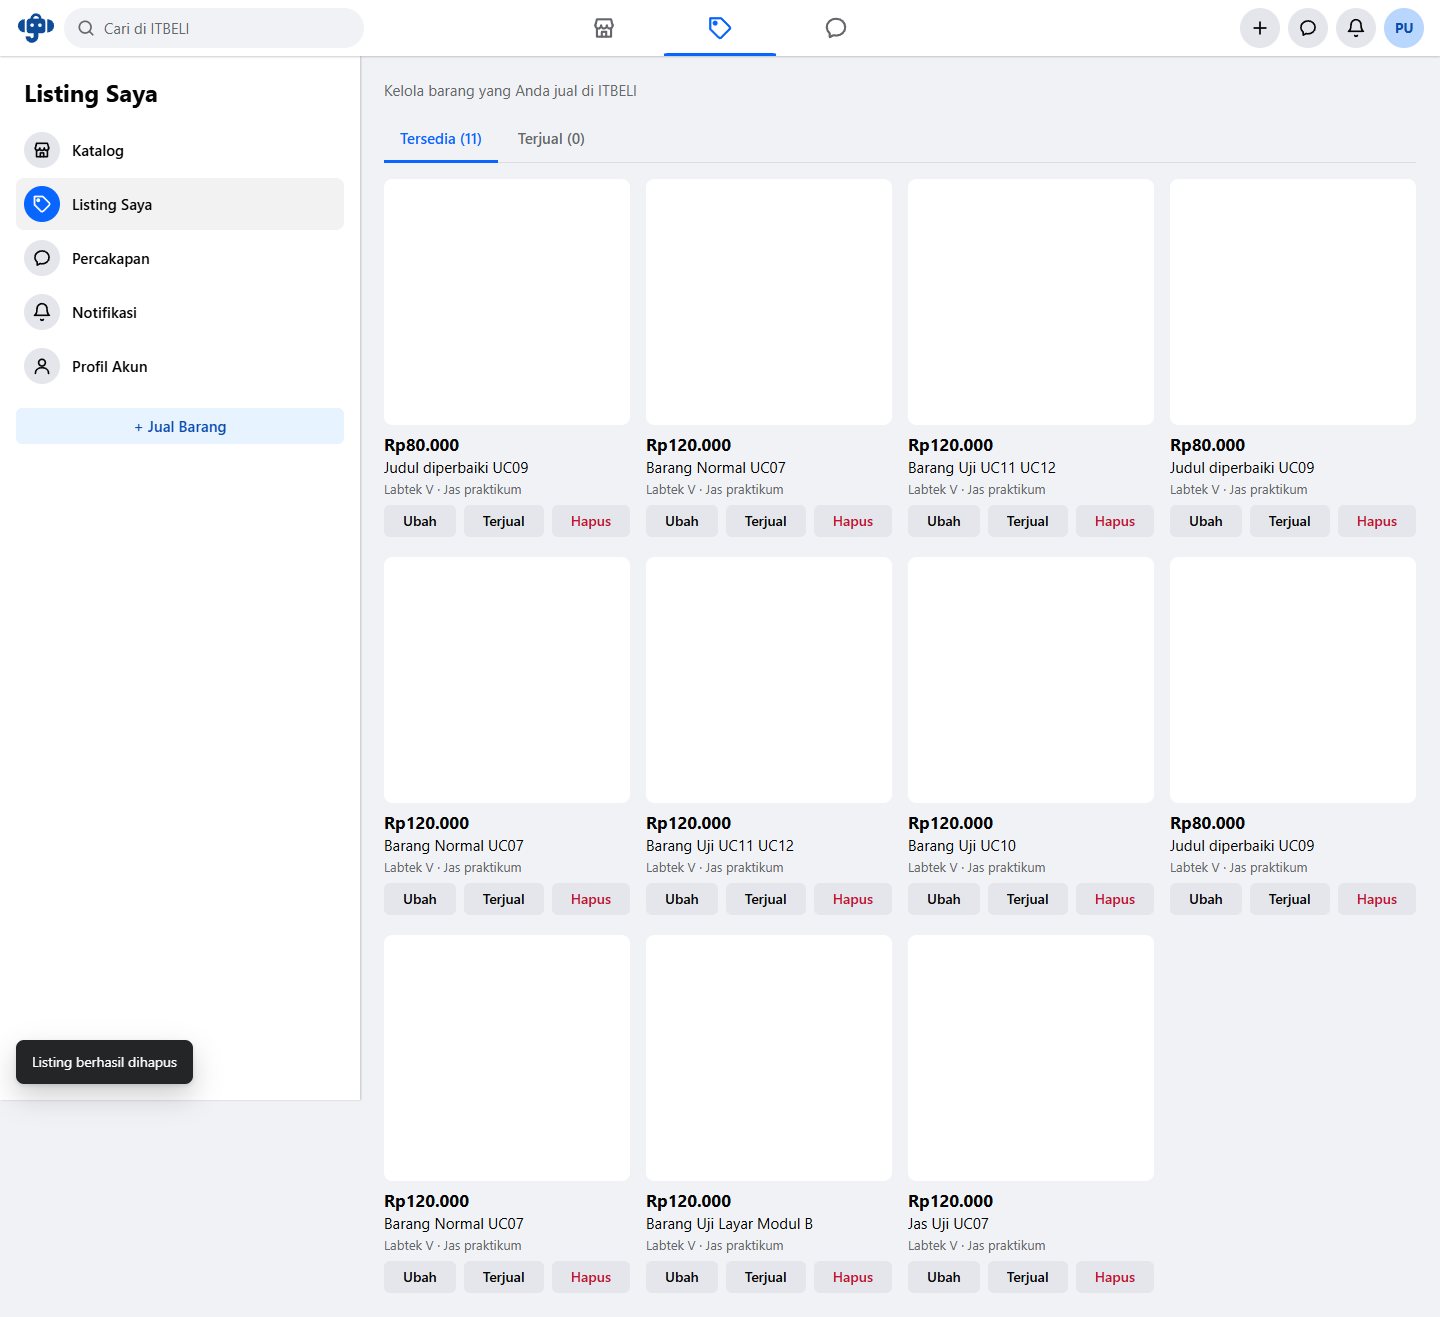 Cari di ITBELI
PU
Listing Saya
Katalog
Listing Saya
Percakapan
Notifikasi
Profil Akun
+ Jual Barang
Kelola barang yang Anda jual di ITBELI
Tersedia (11) Terjual (0)
Rp80.000
Judul diperbaiki UC09
Labtek V · Jas praktikum
Ubah Terjual Hapus
Rp120.000
Barang Normal UC07
Labtek V · Jas praktikum
Ubah Terjual Hapus
Rp120.000
Barang Uji UC11 UC12
Labtek V · Jas praktikum
Ubah Terjual Hapus
Rp80.000
Judul diperbaiki UC09
Labtek V · Jas praktikum
Ubah Terjual Hapus
Rp120.000
Barang Normal UC07
Labtek V · Jas praktikum
Ubah Terjual Hapus
Rp120.000
Barang Uji UC11 UC12
Labtek V · Jas praktikum
Ubah Terjual Hapus
Rp120.000
Barang Uji UC10
Labtek V · Jas praktikum
Ubah Terjual Hapus
Rp80.000
Judul diperbaiki UC09
Labtek V · Jas praktikum
Ubah Terjual Hapus
Rp120.000
Barang Normal UC07
Labtek V · Jas praktikum
Ubah Terjual Hapus
Rp120.000
Barang Uji Layar Modul B
Labtek V · Jas praktikum
Ubah Terjual Hapus
Rp120.000
Jas Uji UC07
Labtek V · Jas praktikum
Ubah Terjual Hapus
Listing berhasil dihapus